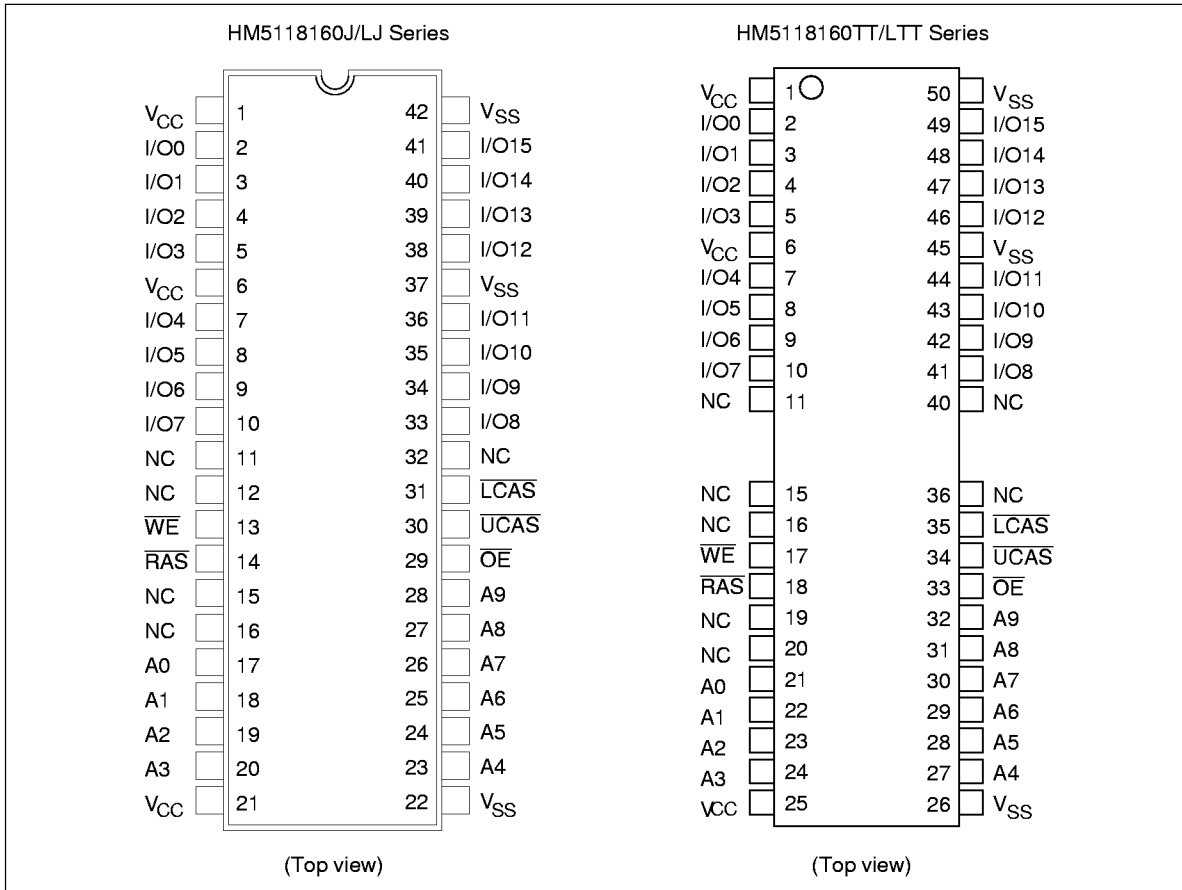 HM5118160J/LJ Series
VCC 1 42 VSS
I/O0 2 41 I/O15
I/O1 3 40 I/O14
I/O2 4 39 I/O13
I/O3 5 38 I/O12
VCC 6 37 VSS
I/O4 7 36 I/O11
I/O5 8 35 I/O10
I/O6 9 34 I/O9
I/O7 10 33 I/O8
NC 11 32 NC
NC 12 31 LCAS
WE 13 30 UCAS
RAS 14 29 OE
NC 15 28 A9
NC 16 27 A8
A0 17 26 A7
A1 18 25 A6
A2 19 24 A5
A3 20 23 A4
VCC 21 22 VSS
(Top view)
HM5118160TT/LTT Series
VCC 1 50 VSS
I/O0 2 49 I/O15
I/O1 3 48 I/O14
I/O2 4 47 I/O13
I/O3 5 46 I/O12
VCC 6 45 VSS
I/O4 7 44 I/O11
I/O5 8 43 I/O10
I/O6 9 42 I/O9
I/O7 10 41 I/O8
NC 11 40 NC
NC 15 36 NC
NC 16 35 LCAS
WE 17 34 UCAS
RAS 18 33 OE
NC 19 32 A9
NC 20 31 A8
A0 21 30 A7
A1 22 29 A6
A2 23 28 A5
A3 24 27 A4
VCC 25 26 VSS
(Top view)